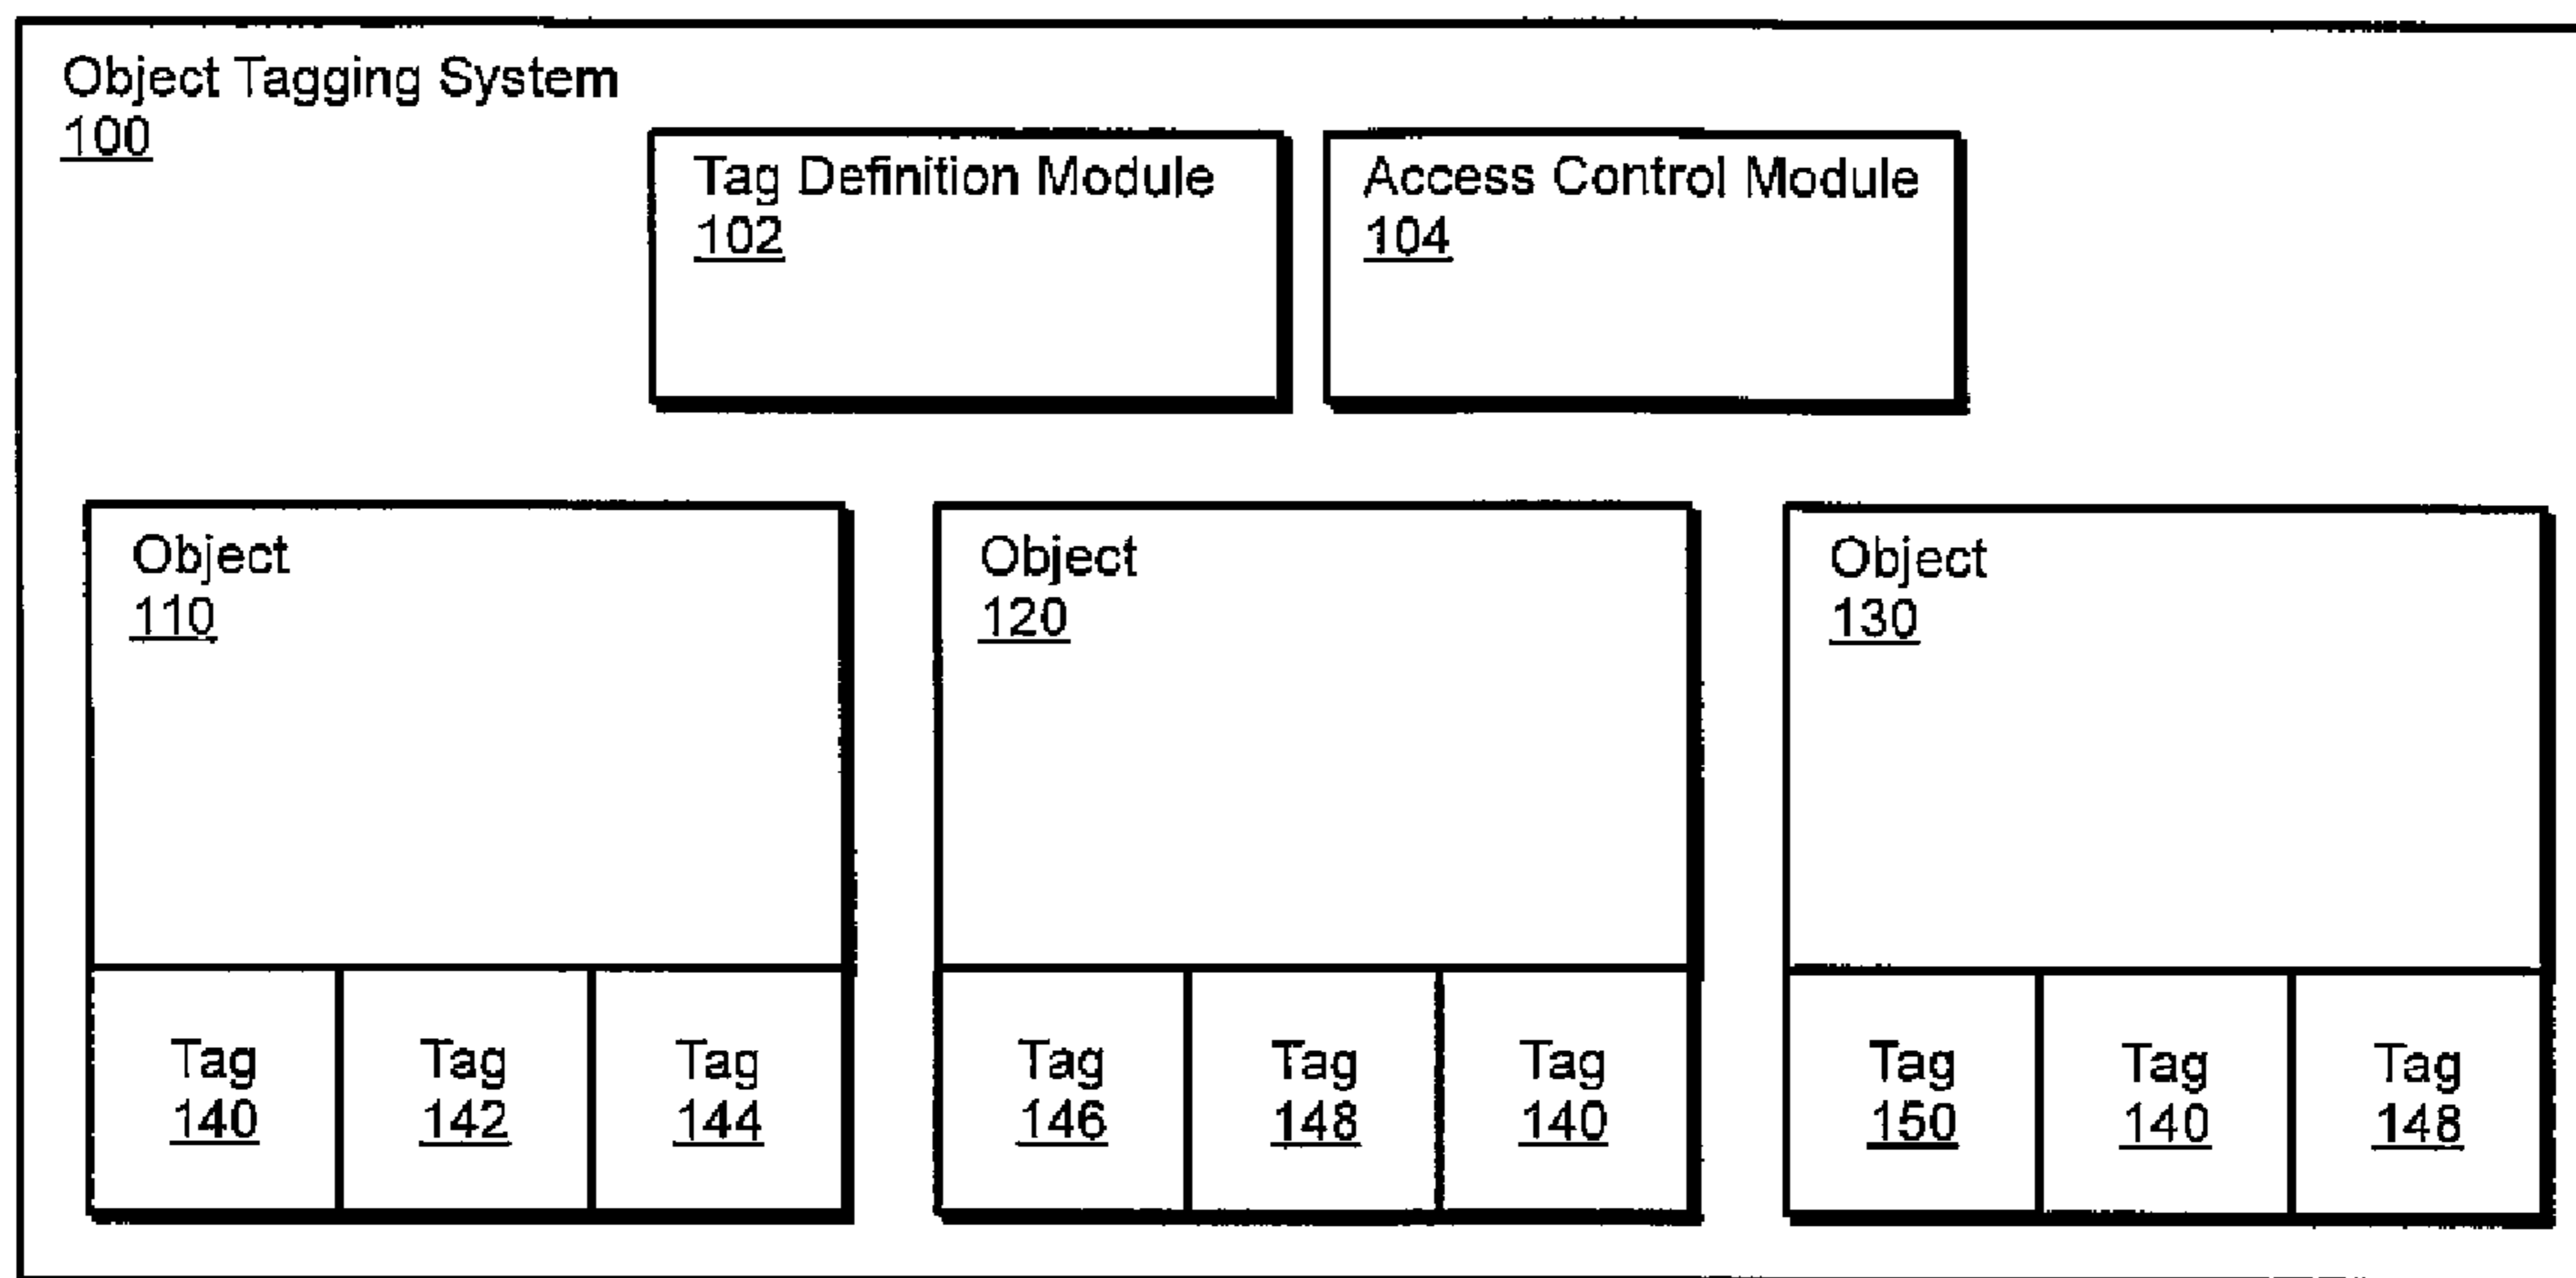 Object Tagging System
100
Tag Definition Module
102
Access Control Module
104
Object
110
Tag
140
Tag
142
Tag
144
Object
120
Tag
146
Tag
148
Tag
140
Object
130
Tag
150
Tag
140
Tag
148